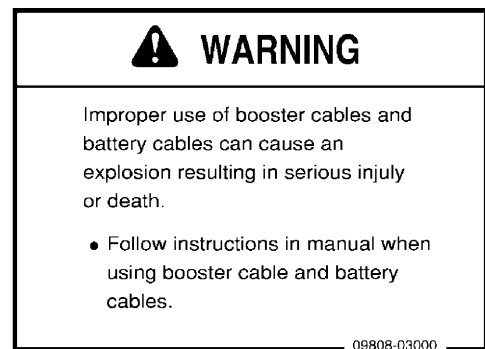 WARNING
Improper use of booster cables and
battery cables can cause an
explosion resulting in serious injuly
or death.
● Follow instructions in manual when
using booster cable and battery
cables.
09808-03000